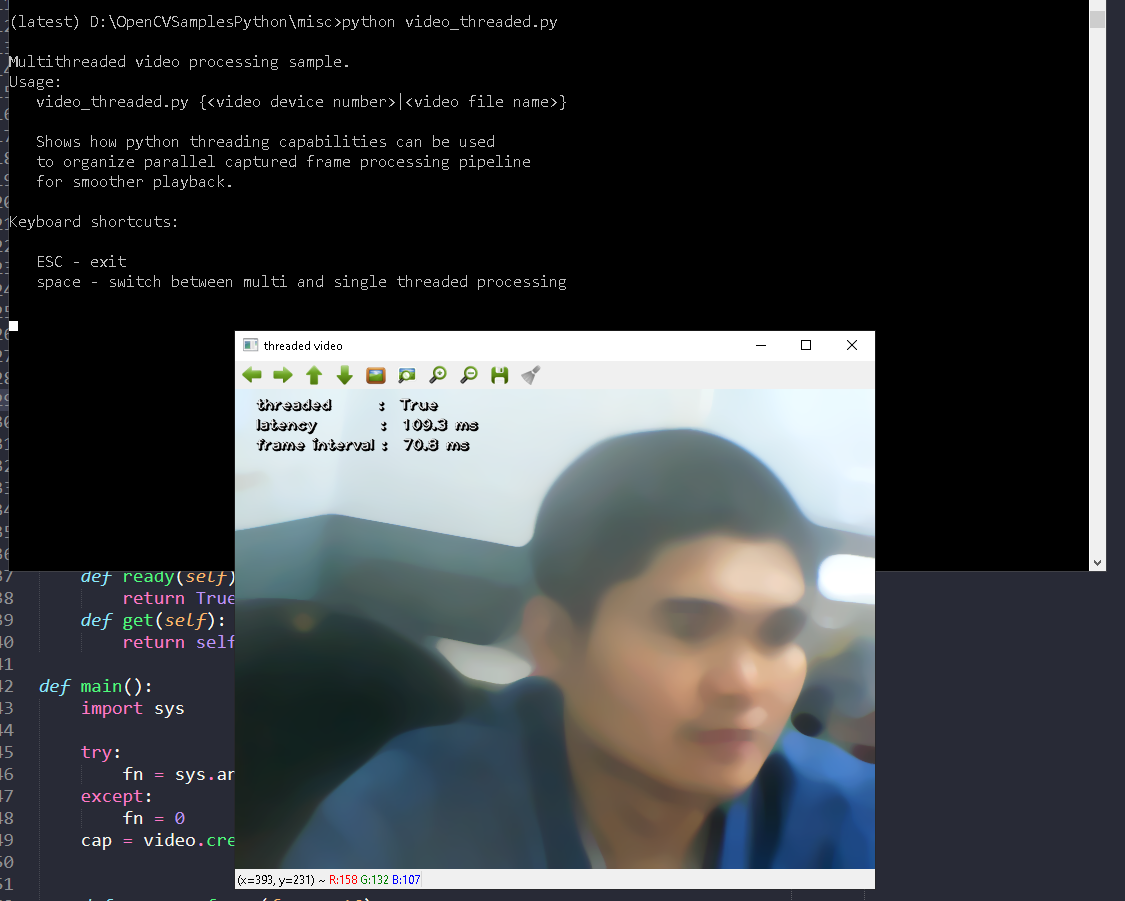 (latest) D:\OpenCVSamplesPython\misc>python video_threaded.py
Multithreaded video processing sample.
Usage:
video_threaded.py {<video device number>|<video file name>}
Shows how python threading capabilities can be used
to organize parallel captured frame processing pipeline
for smoother playback.
Keyboard shortcuts:
ESC - exit
space - switch between multi and single threaded processing
threaded video
threaded : True
latency : 109.3 ms
frame interval : 70.8 ms
37 def ready(self)
38 return True
39 def get(self):
40 return self
41
42 def main():
43 import sys
44
45 try:
46 fn = sys.ar
47 except:
48 fn = 0
49 cap = video.cre
50
51
(x=393, y=231) ~ R:158 G:132 B:107